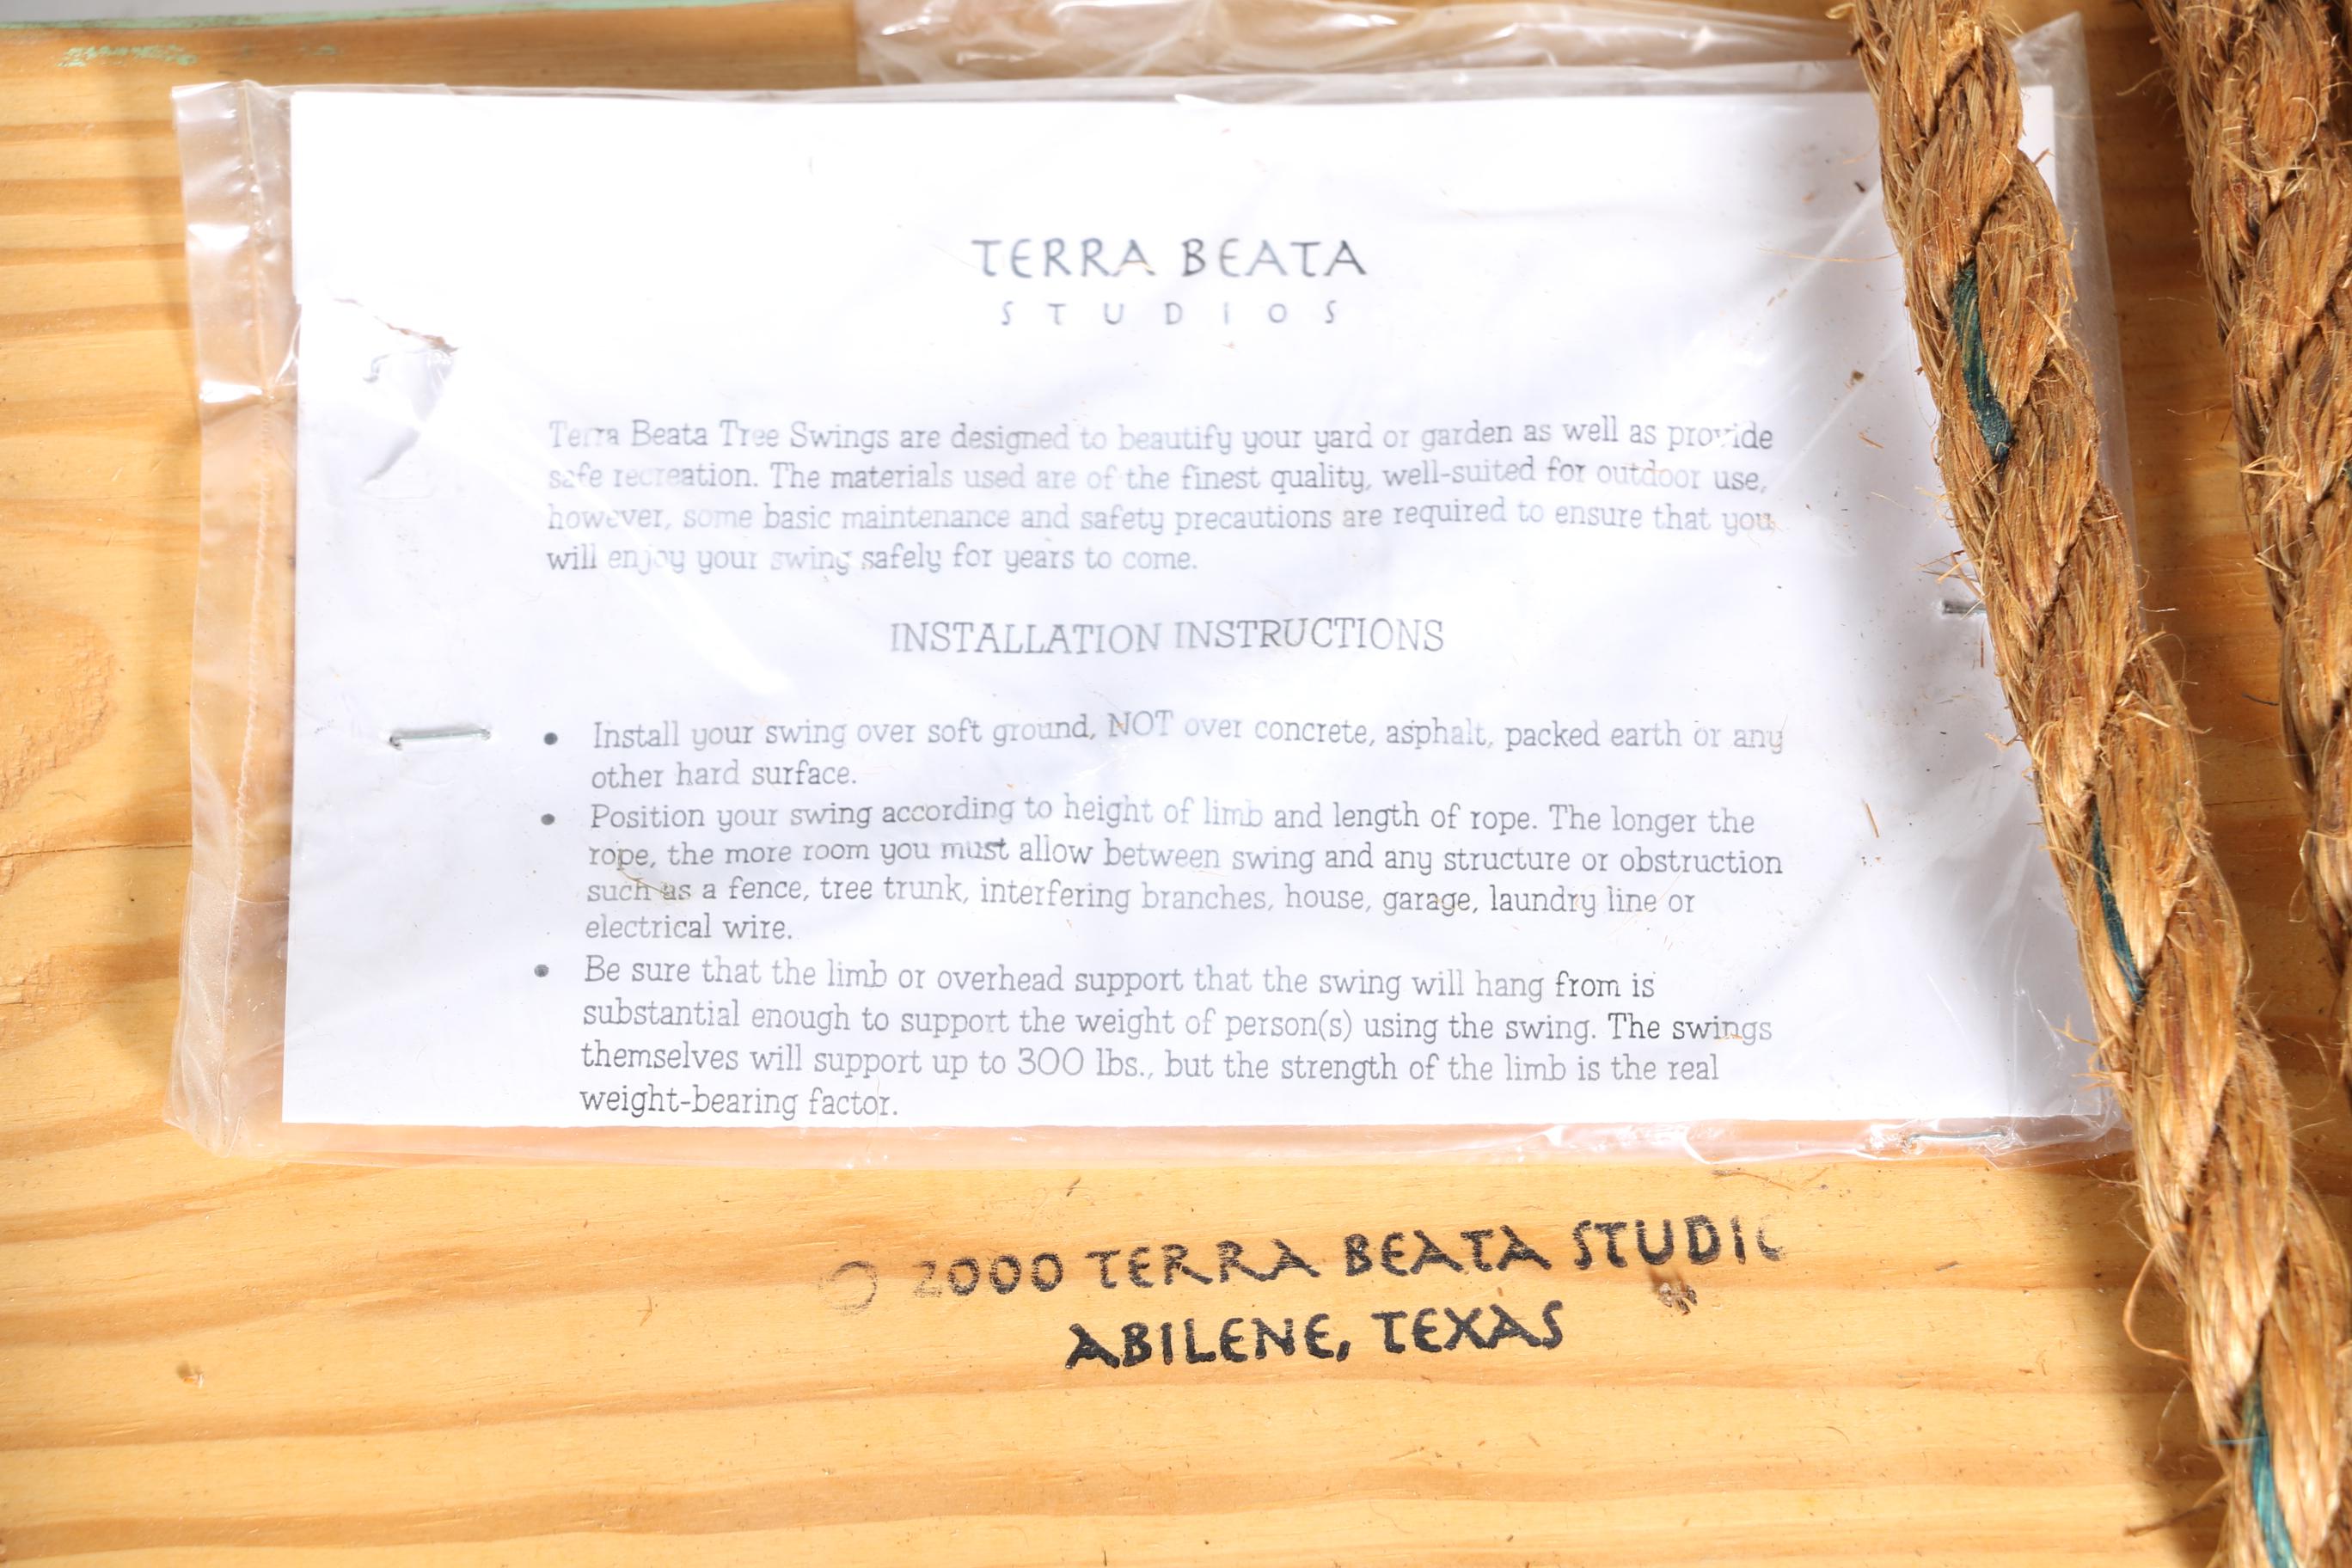 TERRA BEATA
STUDIOS
Terra Beata Tree Swings are designed to beautify your yard or garden as well as provide
safe recreation. The materials used are of the finest quality, well-suited for outdoor use,
however, some basic maintenance and safety precautions are required to ensure that you
will enjoy your swing safely for years to come.
INSTALLATION INSTRUCTIONS
• Install your swing over soft ground, NOT over concrete, asphalt, packed earth or any
other hard surface.
• Position your swing according to height of limb and length of rope. The longer the
rope, the more room you must allow between swing and any structure or obstruction
such as a fence, tree trunk, interfering branches, house, garage, laundry line or
electrical wire.
• Be sure that the limb or overhead support that the swing will hang from is
substantial enough to support the weight of person(s) using the swing. The swings
themselves will support up to 300 lbs., but the strength of the limb is the real
weight-bearing factor.
© 2000 TERRA BEATA STUDIO
ABILENE, TEXAS